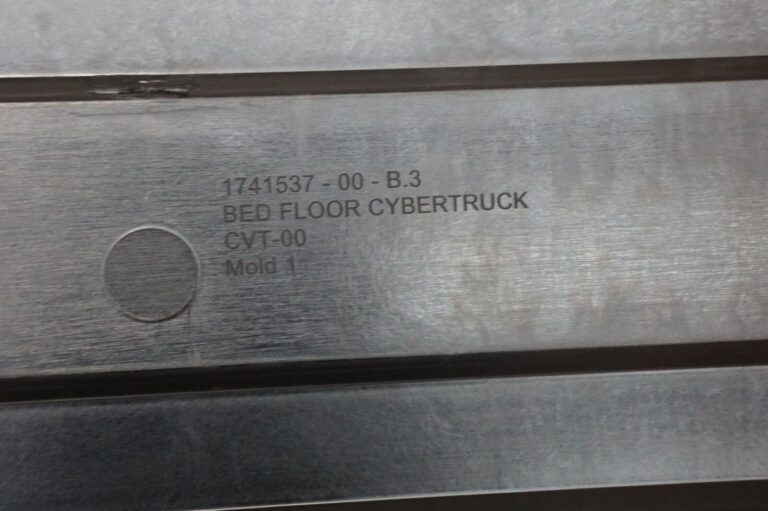 1741537 - 00 - B.3
BED FLOOR CYBERTRUCK
CVT-00
Mold 1